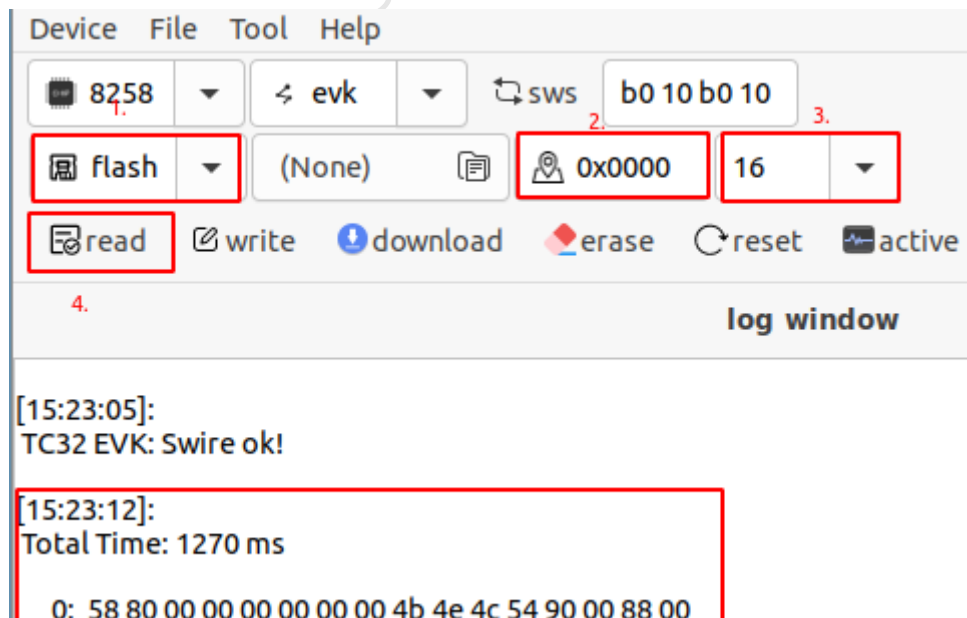 Device File Tool Help
8258 evk sws b0 10 b0 10
1. 2. 3.
flash (None) 0x0000 16
read write download erase reset active
4.
log window
[15:23:05]:
TC32 EVK: Swire ok!
[15:23:12]:
Total Time: 1270 ms
0: 58 80 00 00 00 00 00 00 4b 4e 4c 54 90 00 88 00